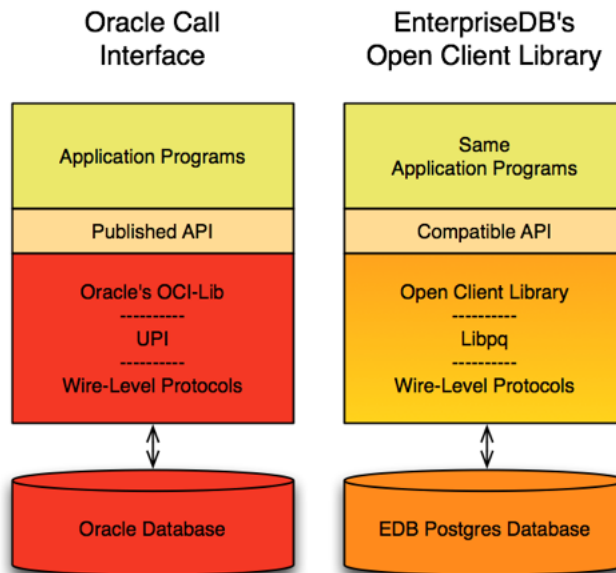 Oracle Call
Interface
Application Programs
Published API
Oracle's OCI-Lib
----------
UPI
----------
Wire-Level Protocols
Oracle Database
EnterpriseDB's
Open Client Library
Same
Application Programs
Compatible API
Open Client Library
----------
Libpq
----------
Wire-Level Protocols
EDB Postgres Database